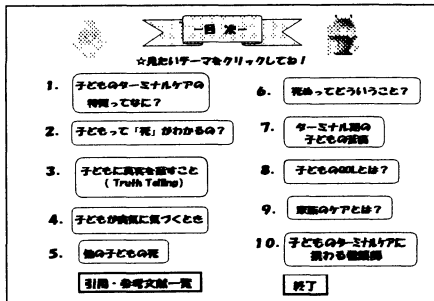 －目 次－
☆見たいテーマをクリックしてね！
1. 子どものターミナルケアの
特徴ってなに？
2. 子どもって「死」がわかるの？
3. 子どもに真実を話すこと
( Truth Telling )
4. 子どもが病気に気づくとき
5. 他の子どもの死
6. 死ぬってどういうこと？
7. ターミナル期の
子どもの苦痛
8. 子どものQOLとは？
9. 家族のケアとは？
10. 子どものターミナルケアに
携わる看護師
引用・参考文献一覧
終了